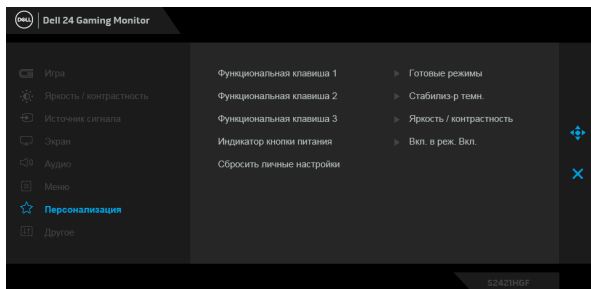 DELL Dell 24 Gaming Monitor
Игра
Яркость / контрастность
Источник сигнала
Экран
Аудио
Меню
Персонализация
Другое
Функциональная клавиша 1 Готовые режимы
Функциональная клавиша 2 Стабилиз-р темн.
Функциональная клавиша 3 Яркость / контрастность
Индикатор кнопки питания Вкл. в реж. Вкл.
Сбросить личные настройки
S2421HGF